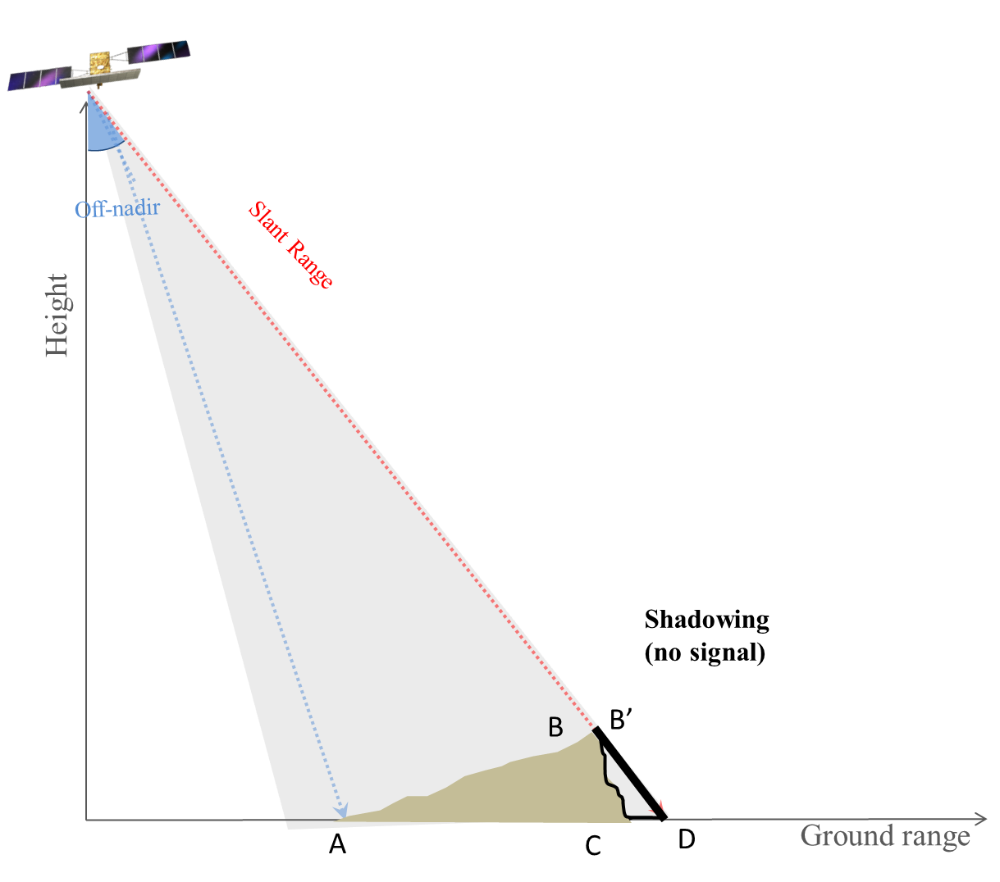 Off-nadir
Slant Range
Height
Shadowing
(no signal)
B
B’
A
C
D
Ground range